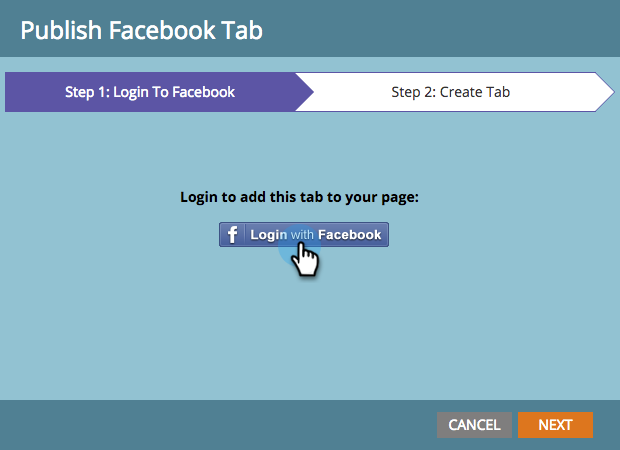 Publish Facebook Tab
Step 1: Login To Facebook
Step 2: Create Tab
Login to add this tab to your page:
f Login with Facebook
CANCEL
NEXT